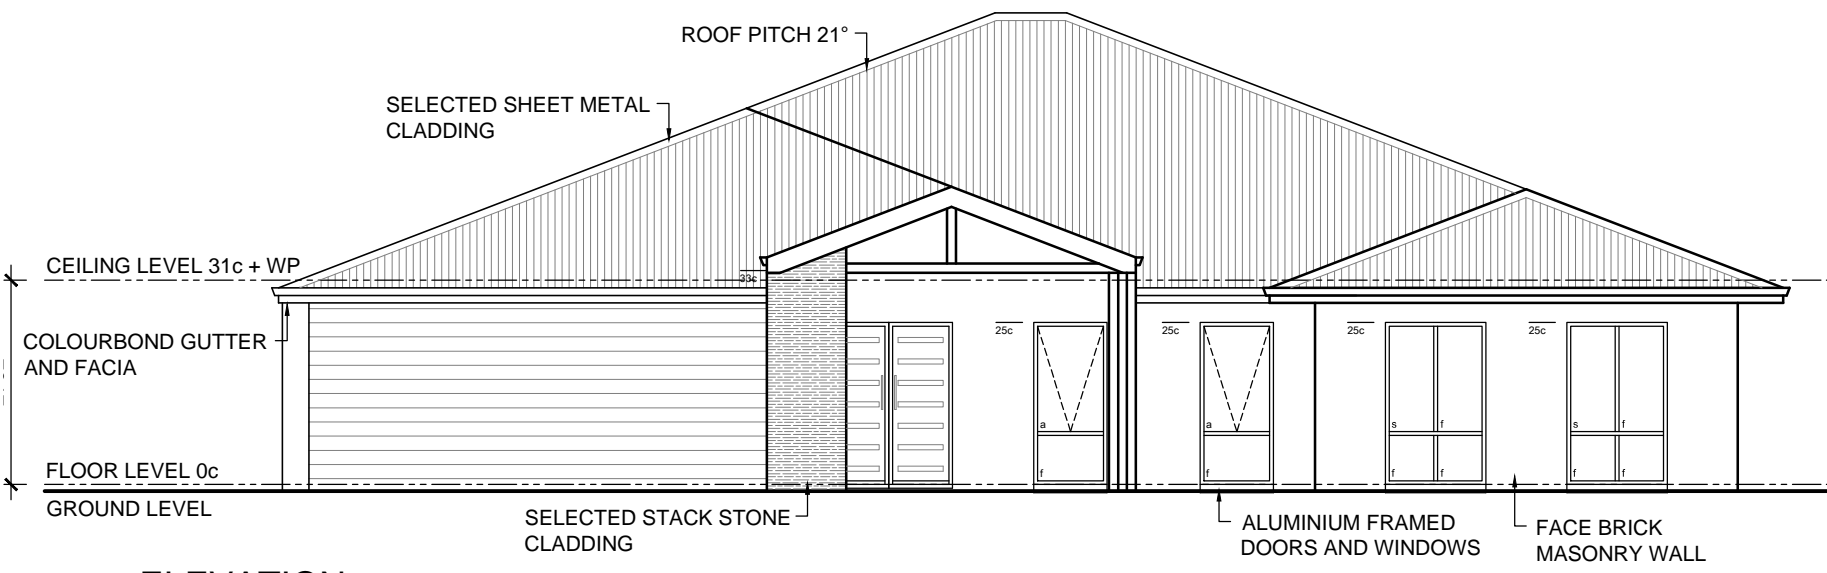 ROOF PITCH 21°
SELECTED SHEET METAL
CLADDING
CEILING LEVEL 31c + WP
33c
COLOURBOND GUTTER
AND FACIA
25c
25c
25c
25c
a
a
s f
s f
f
f
f f
f f
FLOOR LEVEL 0c
GROUND LEVEL
SELECTED STACK STONE
CLADDING
ALUMINIUM FRAMED
DOORS AND WINDOWS
FACE BRICK
MASONRY WALL
ELEVATION